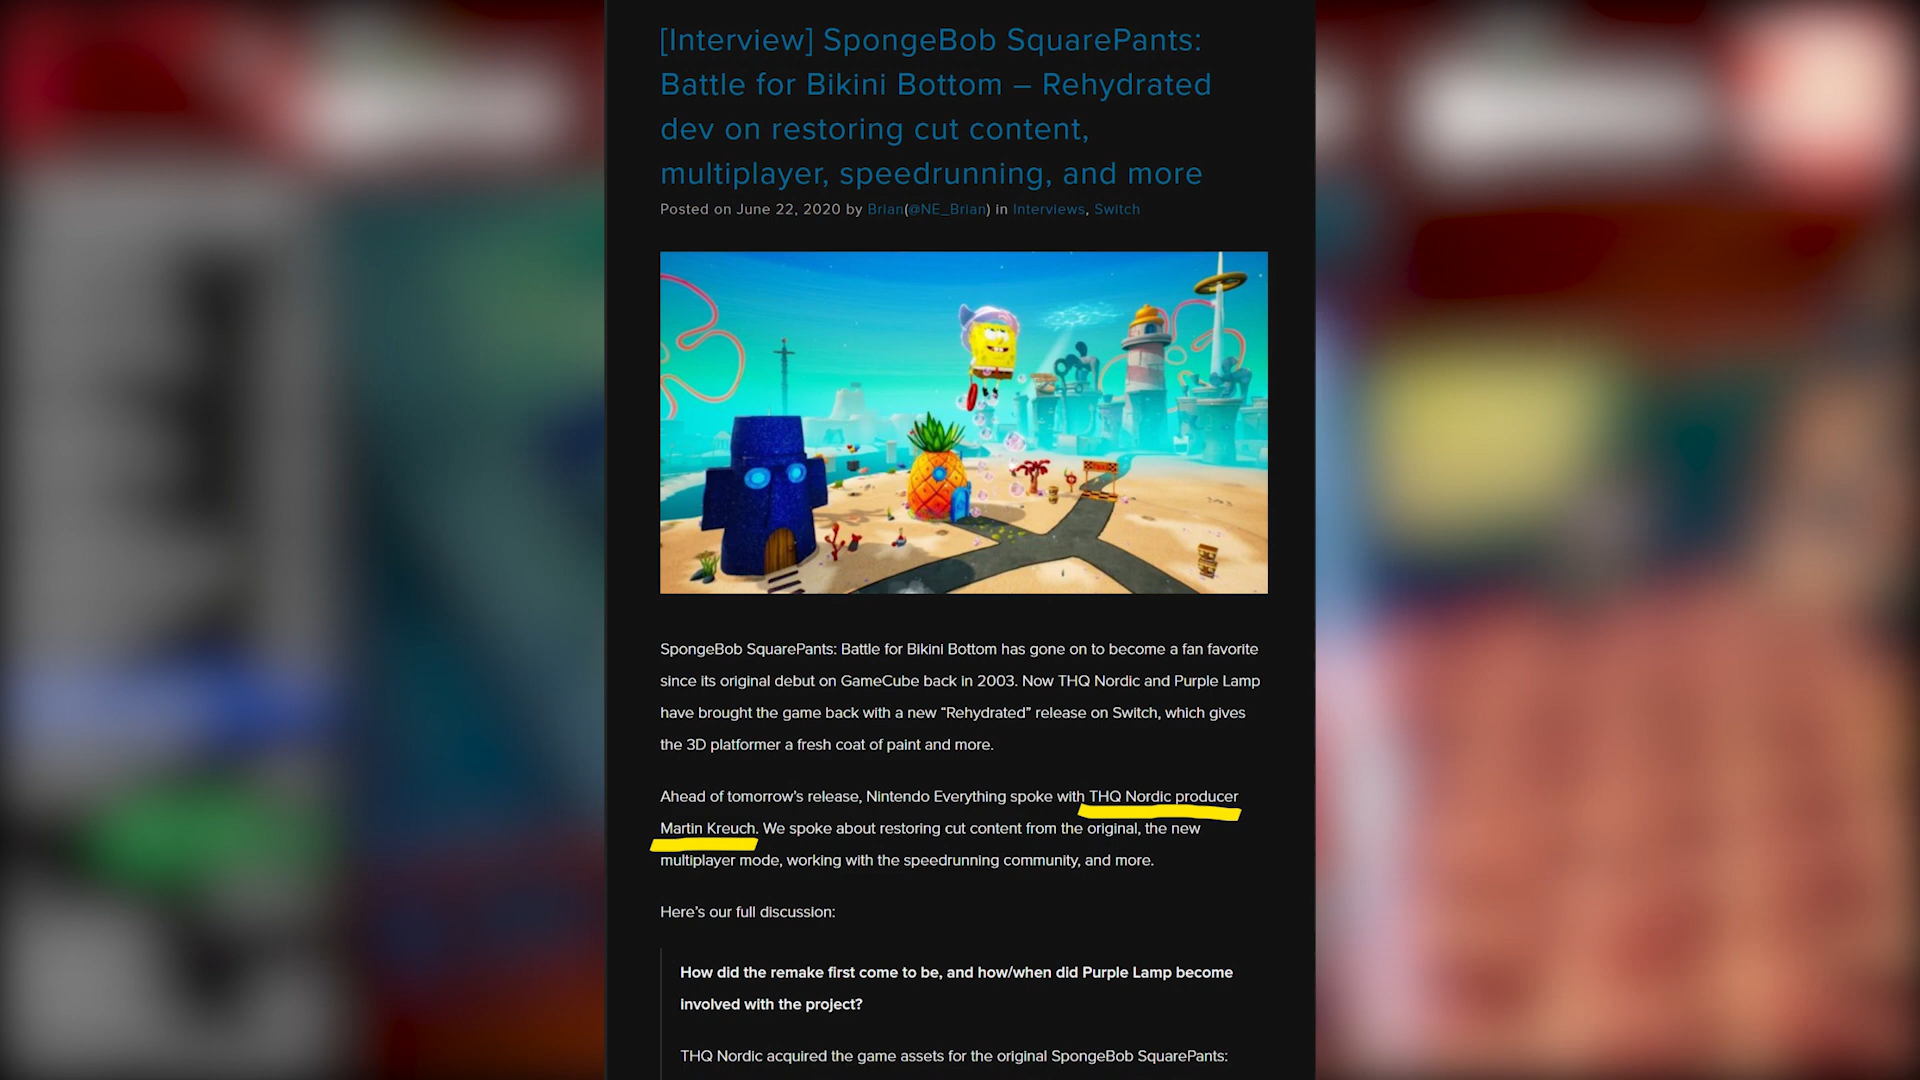 [Interview] SpongeBob SquarePants:
Battle for Bikini Bottom – Rehydrated
dev on restoring cut content,
multiplayer, speedrunning, and more
Posted on June 22, 2020 by Brian(@NE_Brian) in Interviews, Switch
SpongeBob SquarePants: Battle for Bikini Bottom has gone on to become a fan favorite
since its original debut on GameCube back in 2003. Now THQ Nordic and Purple Lamp
have brought the game back with a new “Rehydrated” release on Switch, which gives
the 3D platformer a fresh coat of paint and more.
Ahead of tomorrow’s release, Nintendo Everything spoke with THQ Nordic producer
Martin Kreuch. We spoke about restoring cut content from the original, the new
multiplayer mode, working with the speedrunning community, and more.
Here’s our full discussion:
How did the remake first come to be, and how/when did Purple Lamp become
involved with the project?
THQ Nordic acquired the game assets for the original SpongeBob SquarePants: